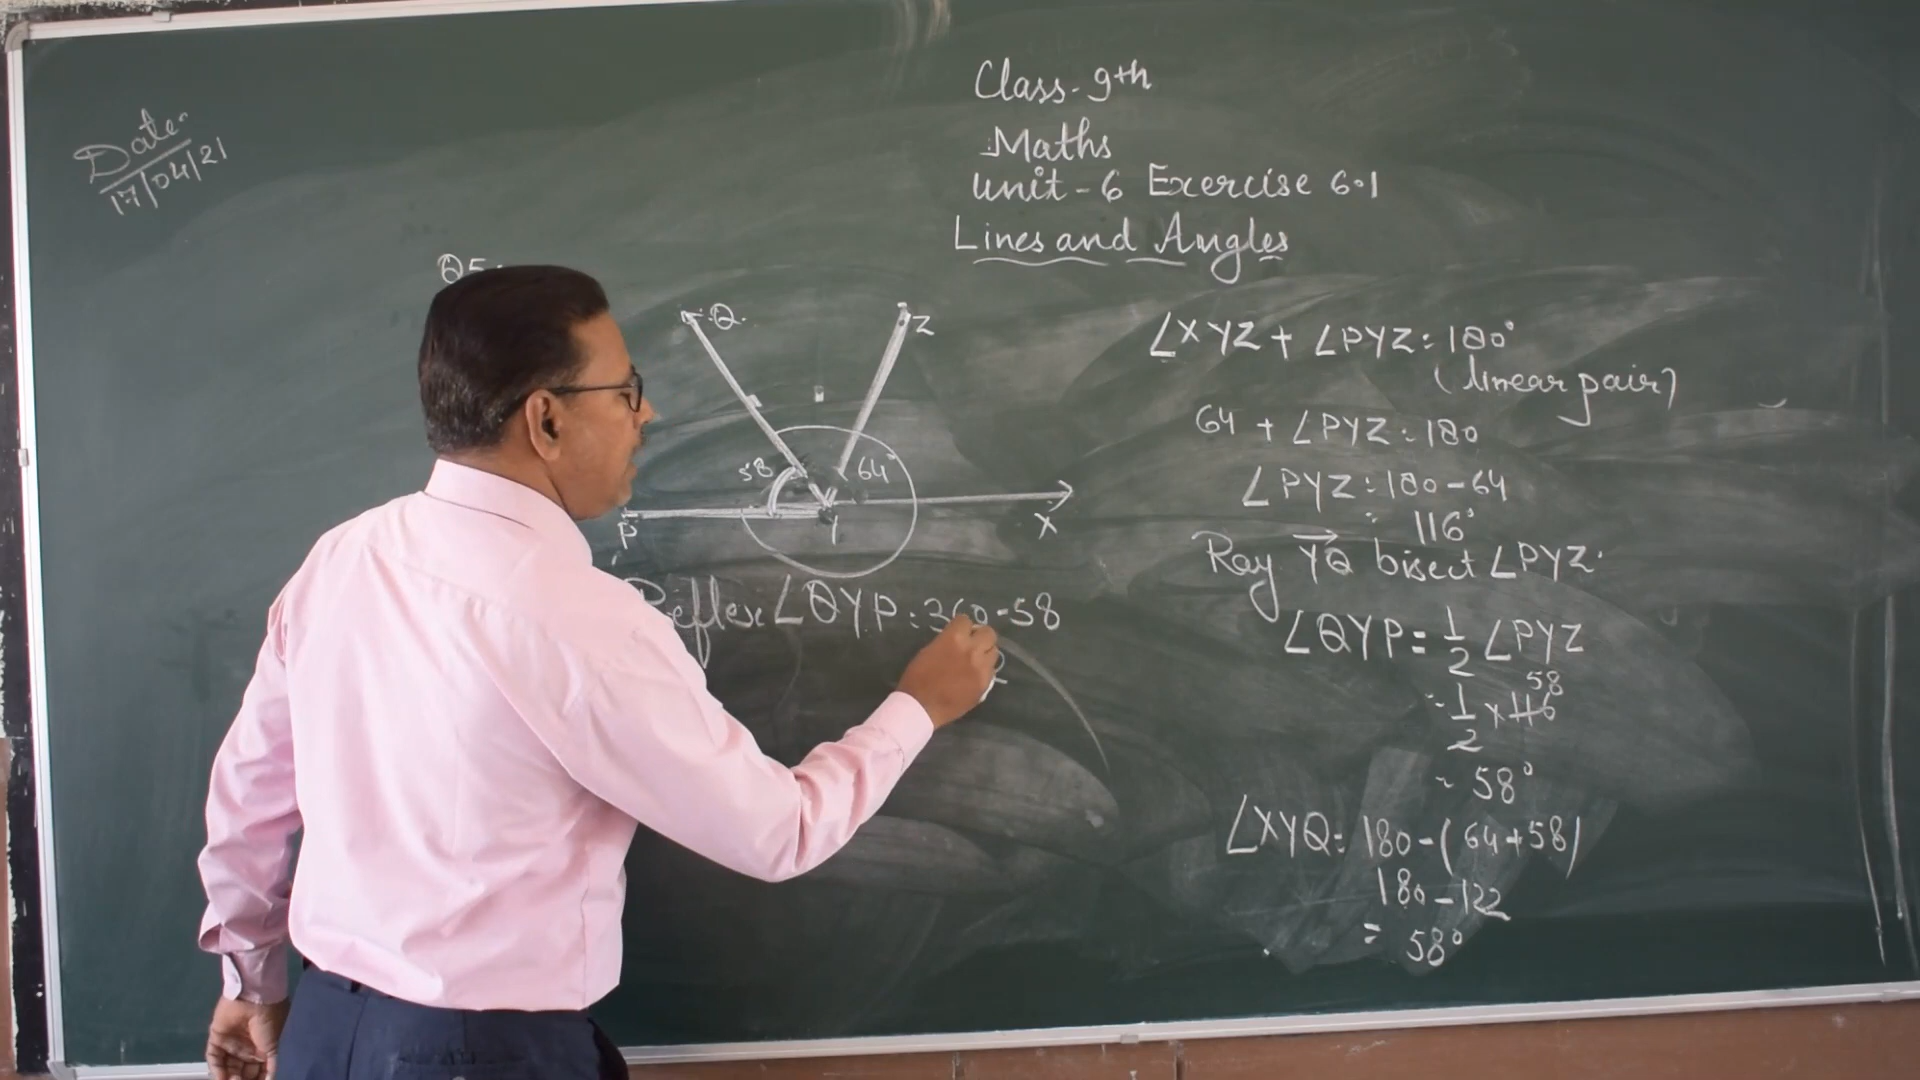 Date:
17/04/21
Class-9th
Maths
Unit-6 Exercise 6.1
Lines and Angles
Q5.
Q.
Z
58
64°
P
Y
X
Reflex ∠QYP=360-58
2
∠XYZ+∠PYZ=180°
(linear pair)
64+∠PYZ=180
∠PYZ=180-64
= 116°
Ray YQ bisect ∠PYZ.
∠QYP=1/2 ∠PYZ
58
=1/2 x116
= 58°
∠XYQ=180-(64+58)
180-122
= 58°